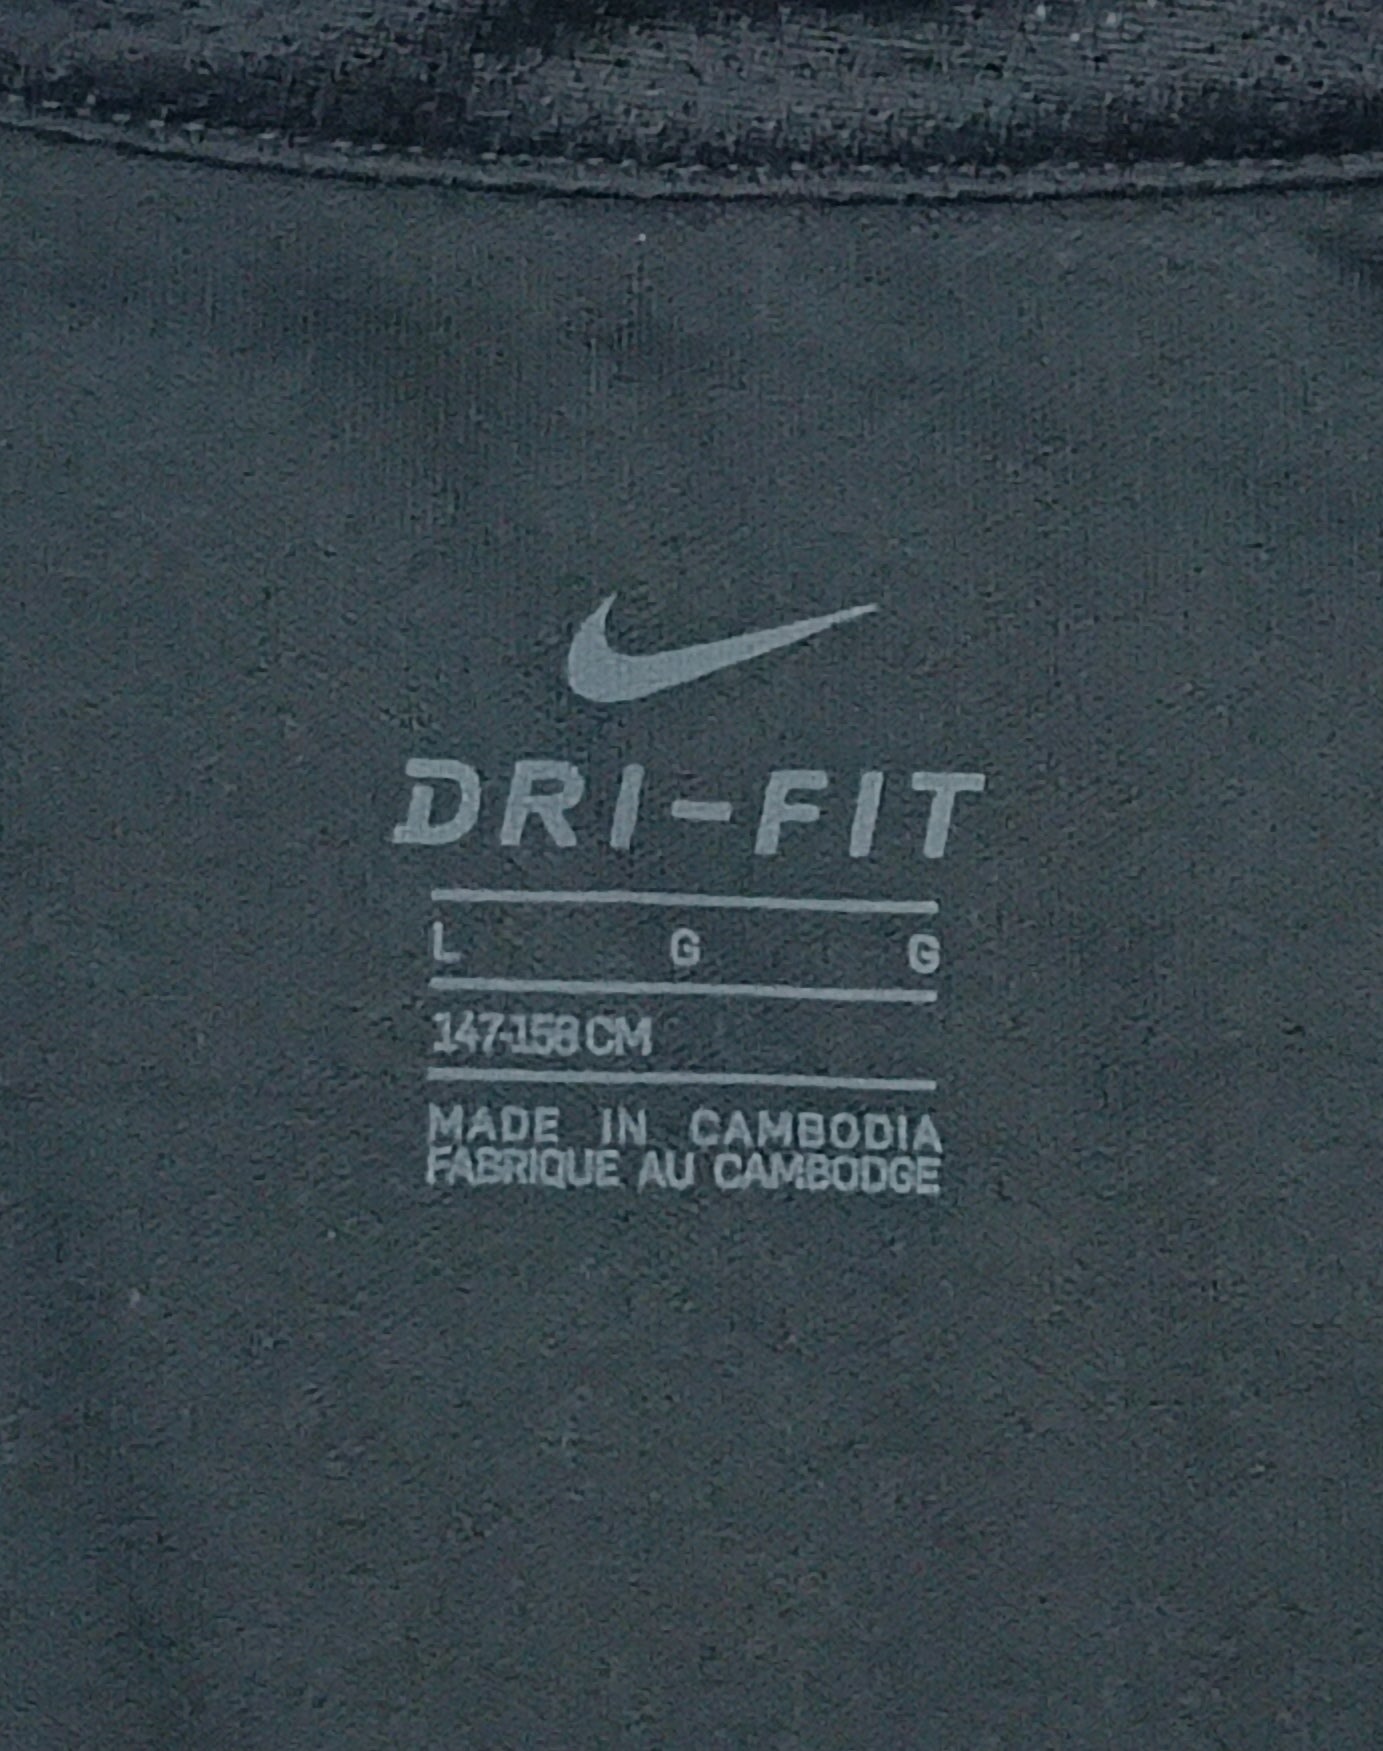 DRI-FIT
L G G
147-158 CM
MADE IN CAMBODIA
FABRIQUE AU CAMBODGE